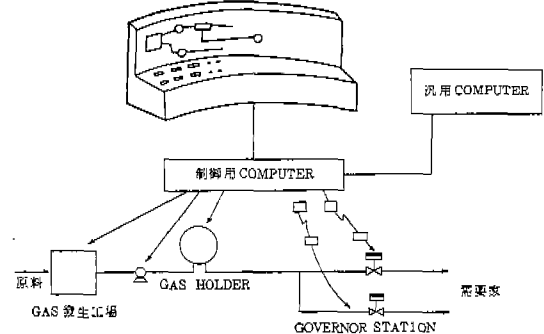 汎用 COMPUTER
制御用 COMPUTER
原料
GAS HOLDER
需要家
GAS 發生工場
GOVERNOR STATION